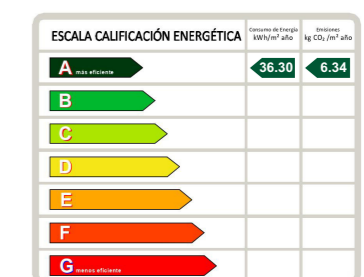 ESCALA CALIFICACIÓN ENERGÉTICA
Consumo de Energía
kWh/m² año
Emisiones
kg CO₂ /m² año
A más eficiente
36.30
6.34
B
C
D
E
F
G menos eficiente